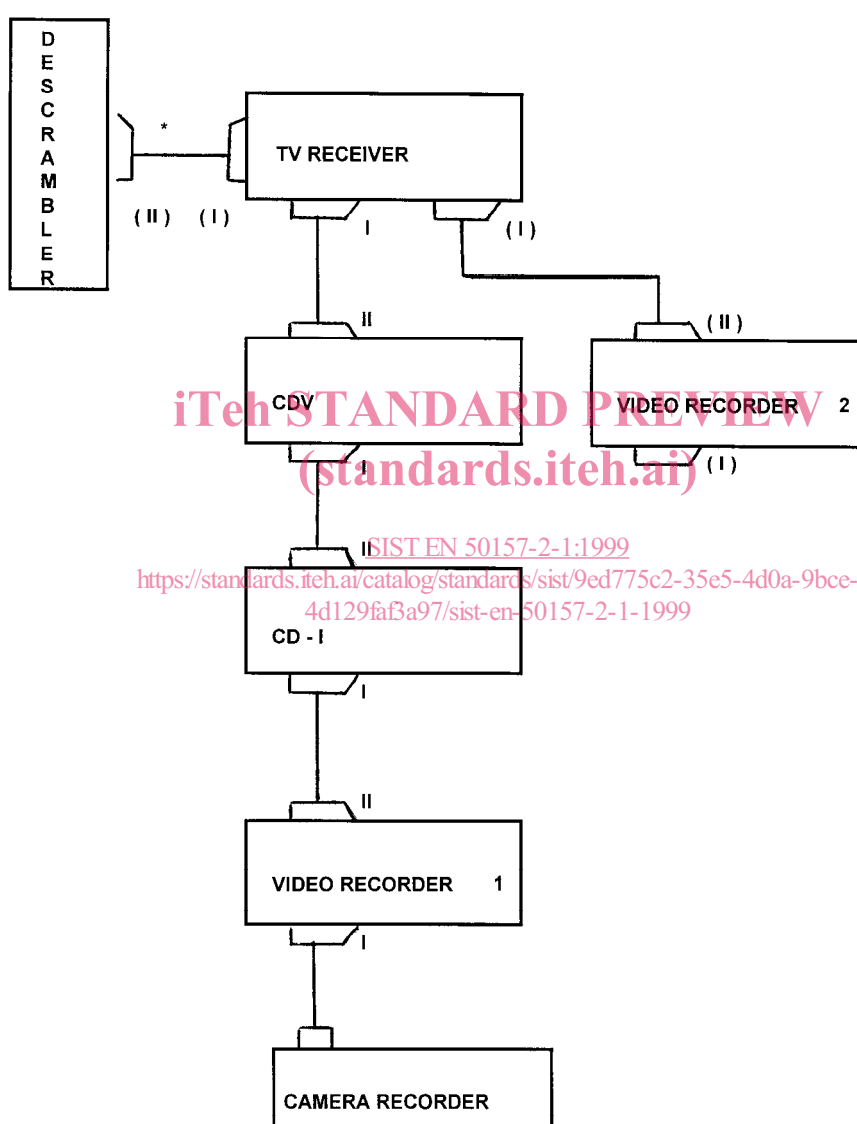 DESCRAMBLER
*
TV RECEIVER
( II ) ( I )
I
( I )
II
( II )
CDV
VIDEO RECORDER 2
iTeh STANDARD PREVIEW
(standards.iteh.ai)
I
( I )
II
SIST EN 50157-2-1:1999
https://standards.iteh.ai/catalog/standards/sist/9ed775c2-35e5-4d0a-9bce-
4d129faf3a97/sist-en-50157-2-1-1999
CD - I
I
II
VIDEO RECORDER 1
I
CAMERA RECORDER